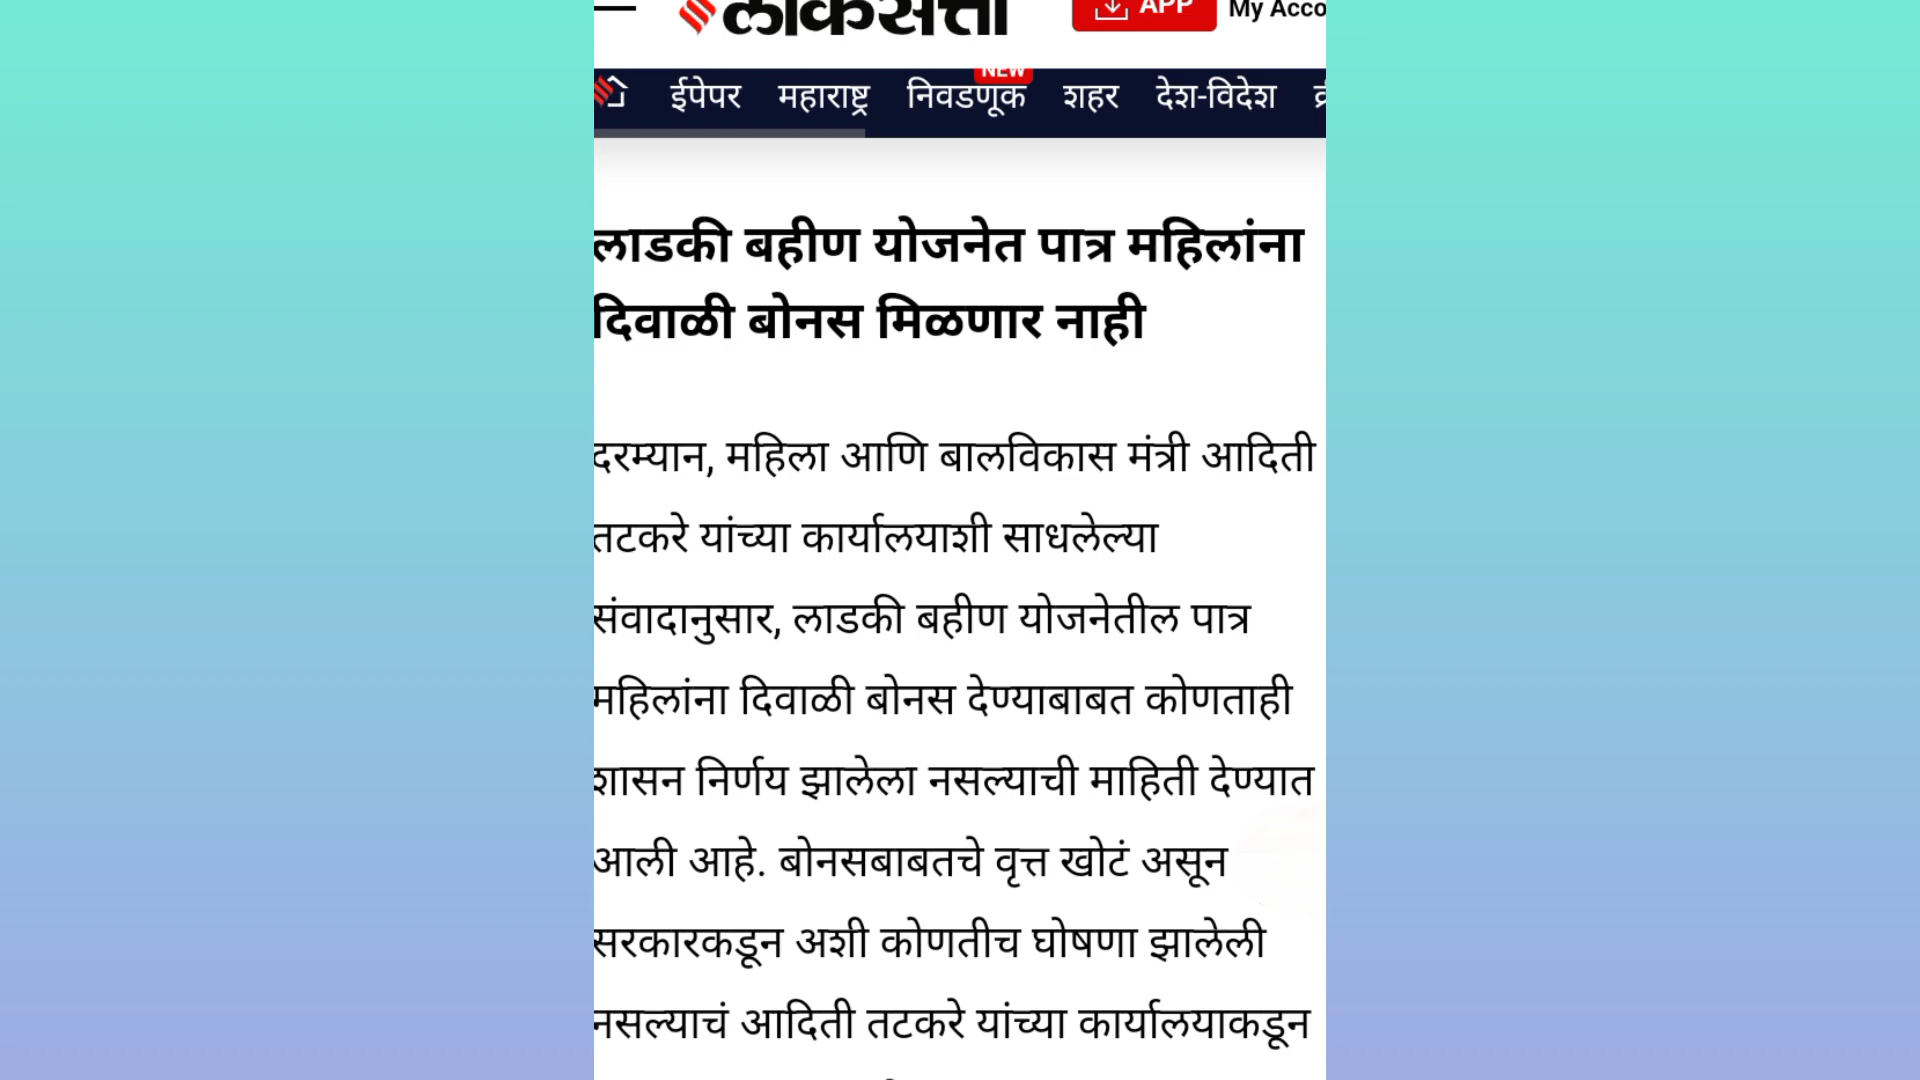 लोकसत्ता
APP
My Acco
NEW
ईपेपर महाराष्ट्र निवडणूक शहर देश-विदेश
लाडकी बहीण योजनेत पात्र महिलांना
दिवाळी बोनस मिळणार नाही
दरम्यान, महिला आणि बालविकास मंत्री आदिती
तटकरे यांच्या कार्यालयाशी साधलेल्या
संवादानुसार, लाडकी बहीण योजनेतील पात्र
महिलांना दिवाळी बोनस देण्याबाबत कोणताही
शासन निर्णय झालेला नसल्याची माहिती देण्यात
आली आहे. बोनसबाबतचे वृत्त खोटं असून
सरकारकडून अशी कोणतीच घोषणा झालेली
नसल्याचं आदिती तटकरे यांच्या कार्यालयाकडून